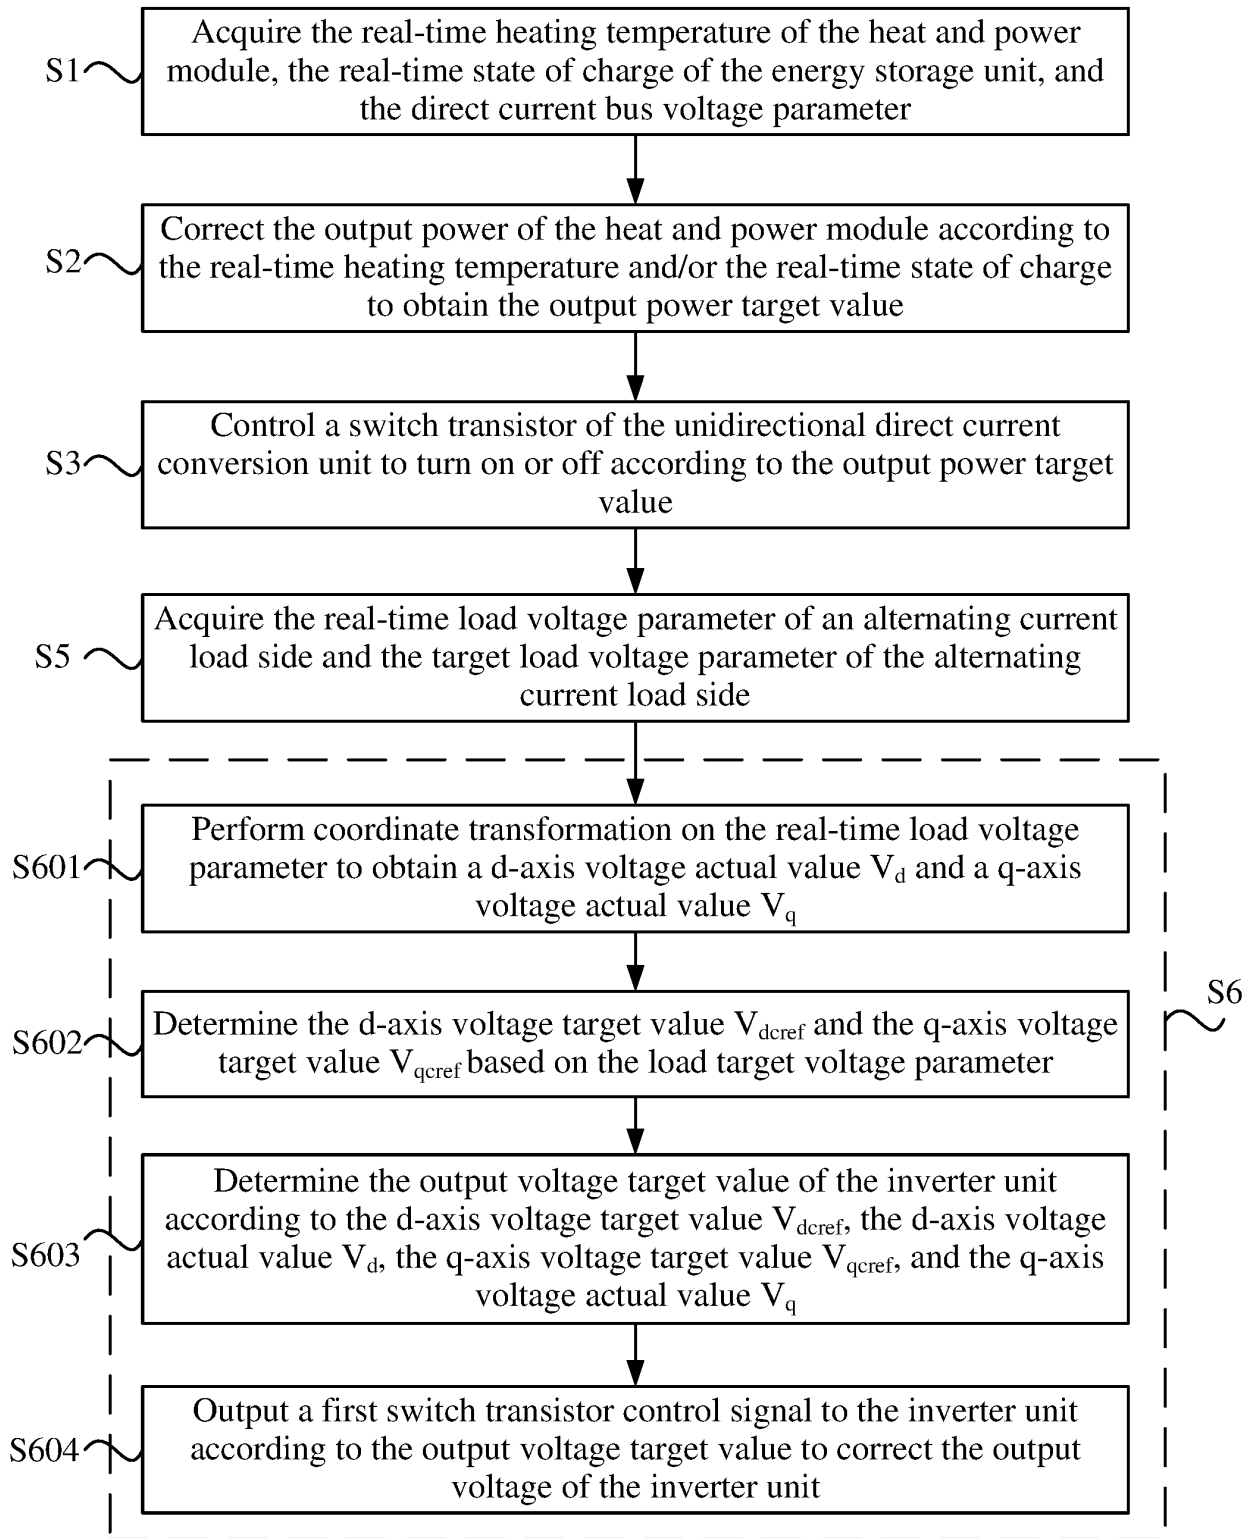 S1
Acquire the real-time heating temperature of the heat and power
module, the real-time state of charge of the energy storage unit, and
the direct current bus voltage parameter
S2
Correct the output power of the heat and power module according to
the real-time heating temperature and/or the real-time state of charge
to obtain the output power target value
S3
Control a switch transistor of the unidirectional direct current
conversion unit to turn on or off according to the output power target
value
S5
Acquire the real-time load voltage parameter of an alternating current
load side and the target load voltage parameter of the alternating
current load side
S6
S601
Perform coordinate transformation on the real-time load voltage
parameter to obtain a d-axis voltage actual value Vd and a q-axis
voltage actual value Vq
S602
Determine the d-axis voltage target value Vdcref and the q-axis voltage
target value Vqcref based on the load target voltage parameter
S603
Determine the output voltage target value of the inverter unit
according to the d-axis voltage target value Vdcref, the d-axis voltage
actual value Vd, the q-axis voltage target value Vqcref, and the q-axis
voltage actual value Vq
S604
Output a first switch transistor control signal to the inverter unit
according to the output voltage target value to correct the output
voltage of the inverter unit